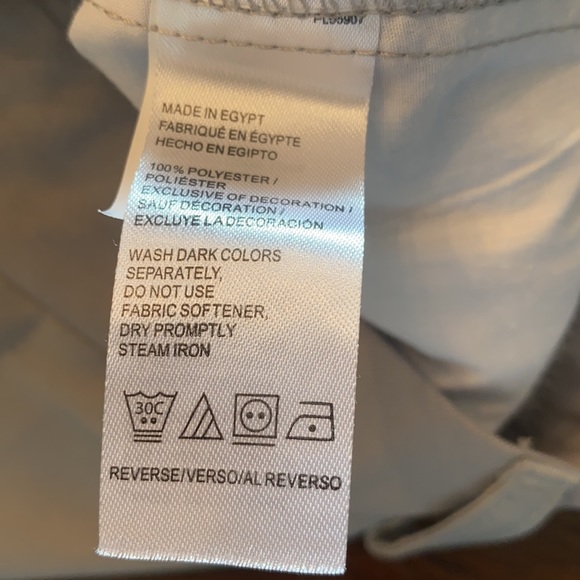 MADE IN EGYPT
FABRIQUÉ EN ÉGYPTE
HECHO EN EGIPTO
100% POLYESTER /
POLIÉSTER
EXCLUSIVE OF DECORATION /
SAUF DÉCORATION /
EXCLUYE LA DECORACIÓN
WASH DARK COLORS
SEPARATELY,
DO NOT USE
FABRIC SOFTENER,
DRY PROMPTLY
STEAM IRON
30C
REVERSE/VERSO/AL REVERSO